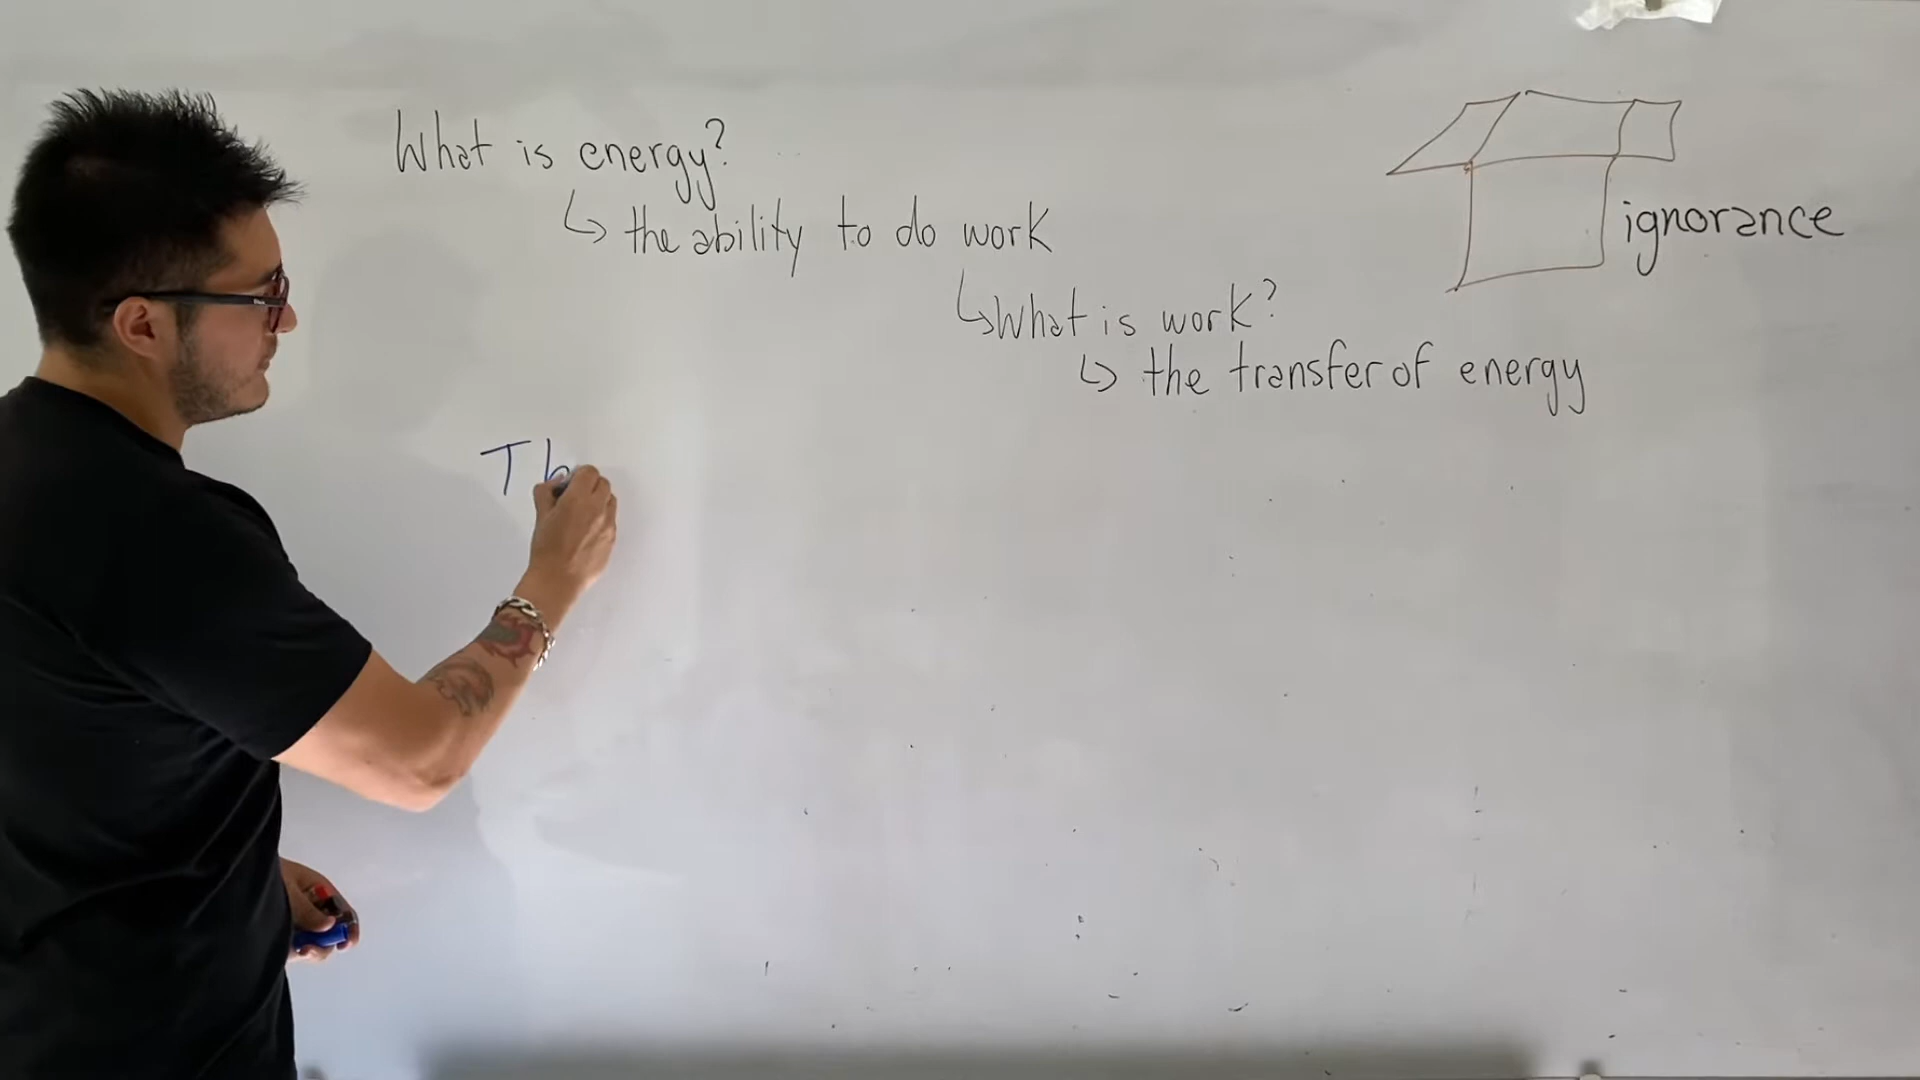 What is energy?
↳ the ability to do work
↳ What is work?
↳ the transfer of energy
ignorance
Th